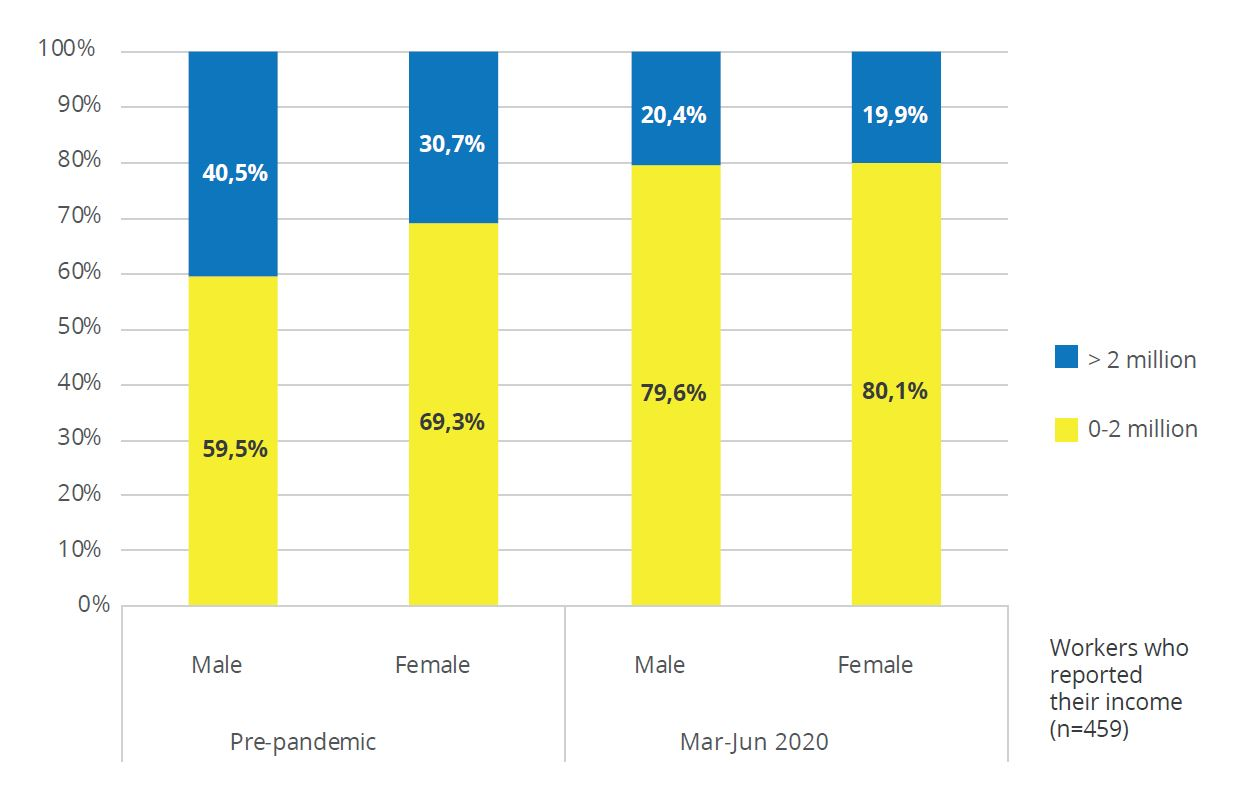 100%
90%
80%
70%
60%
50%
40%
30%
20%
10%
0%
40,5%
59,5%
30,7%
69,3%
20,4%
79,6%
19,9%
80,1%
> 2 million
0-2 million
Male
Female
Male
Female
Pre-pandemic
Mar-Jun 2020
Workers who
reported
their income
(n=459)